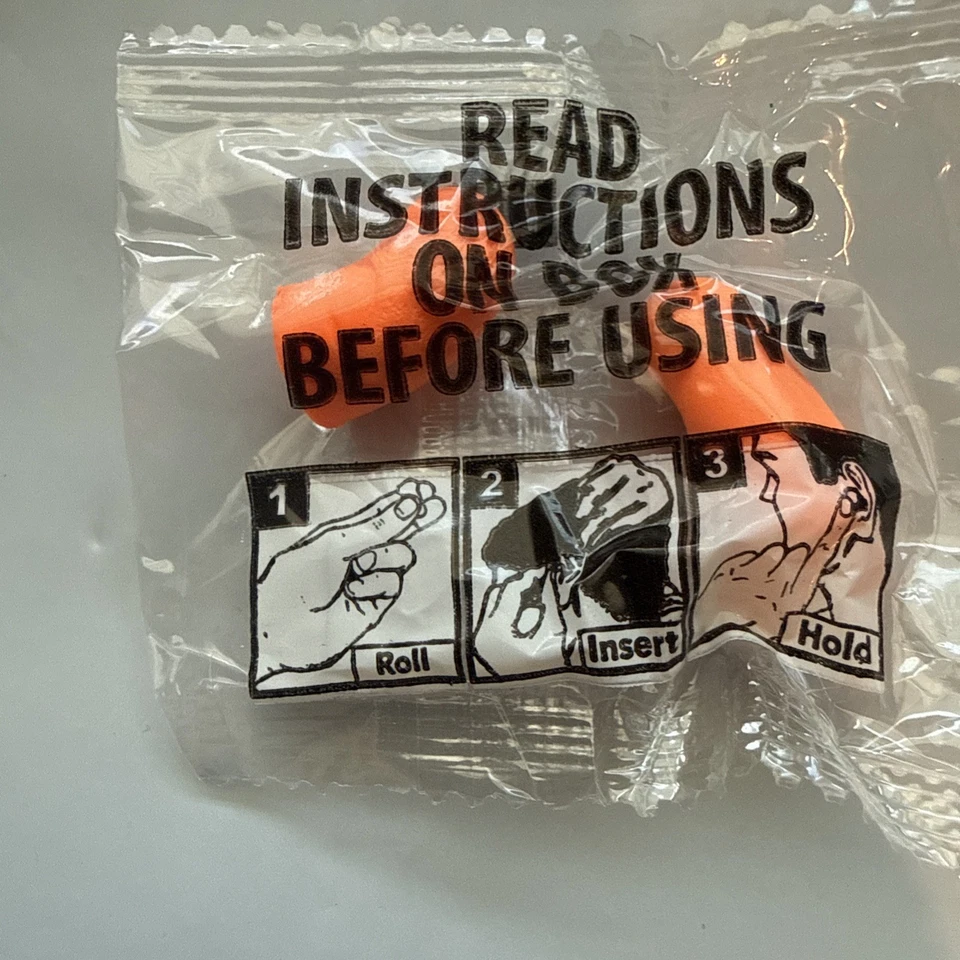 READ
INSTRUCTIONS
ON BOX
BEFORE USING
1
Roll
2
Insert
3
Hold